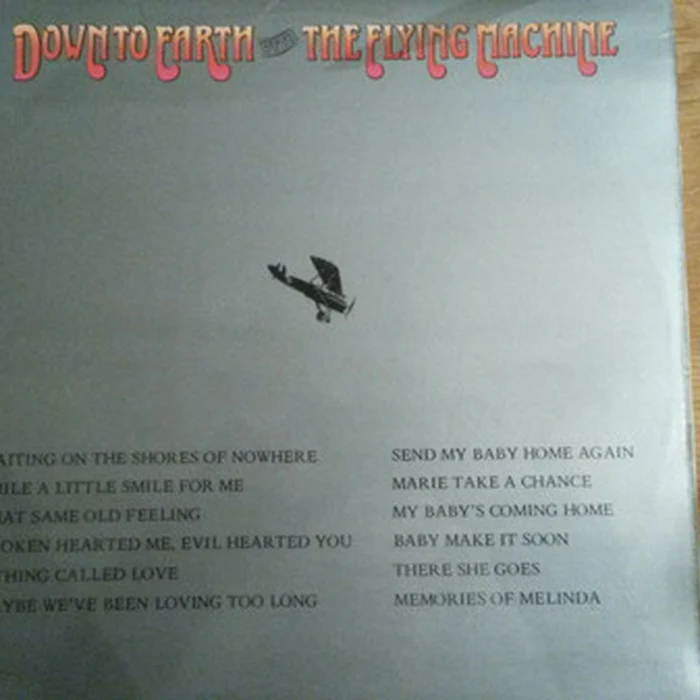 DOWN TO EARTH WITH THE FLYING MACHINE
AITING ON THE SHORES OF NOWHERE
ILE A LITTLE SMILE FOR ME
AT SAME OLD FEELING
OKEN HEARTED ME, EVIL HEARTED YOU
THING CALLED LOVE
YBE WE'VE BEEN LOVING TOO LONG
SEND MY BABY HOME AGAIN
MARIE TAKE A CHANCE
MY BABY'S COMING HOME
BABY MAKE IT SOON
THERE SHE GOES
MEMORIES OF MELINDA